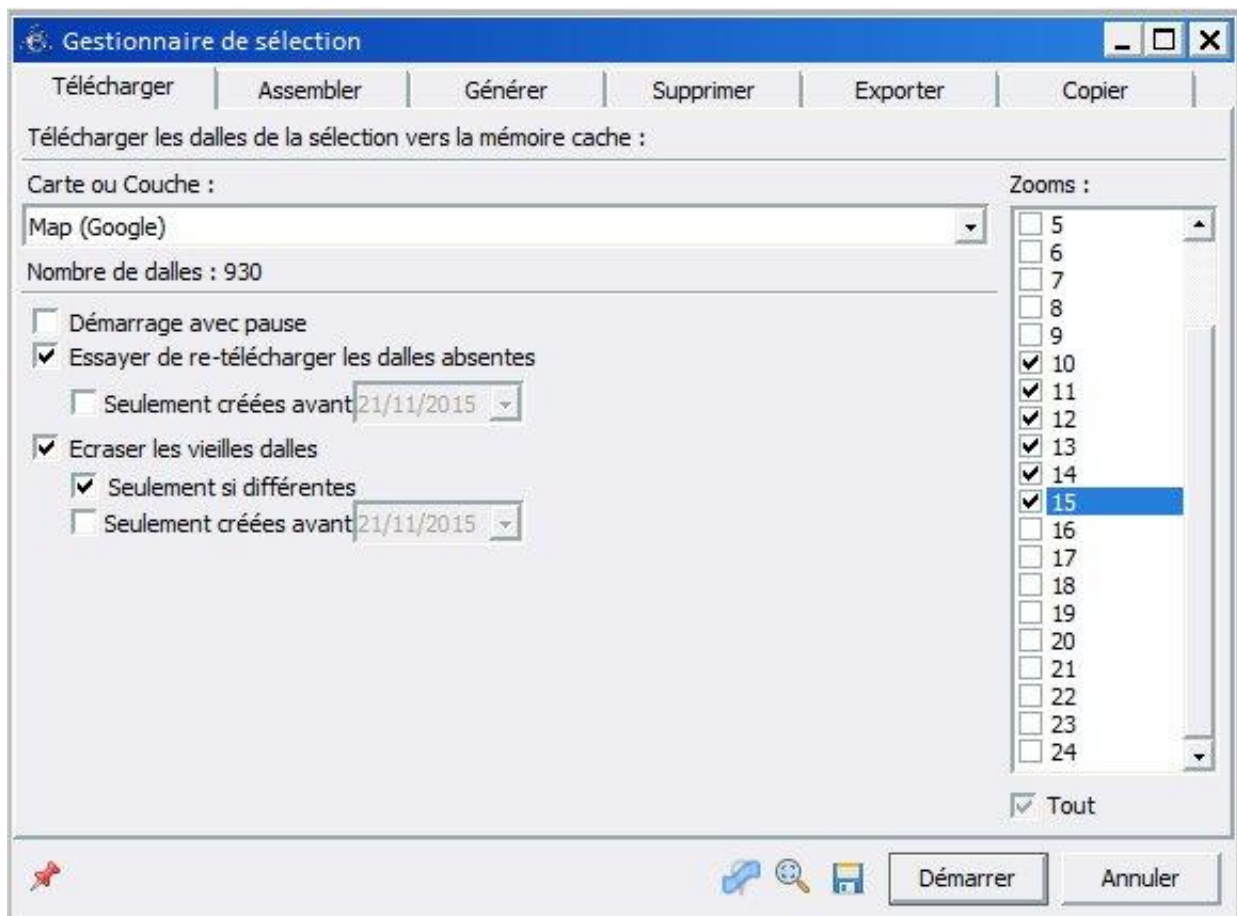 Gestionnaire de sélection
Télécharger Assembler Générer Supprimer Exporter Copier
Télécharger les dalles de la sélection vers la mémoire cache :
Carte ou Couche :
Map (Google)
Nombre de dalles : 930
Démarrage avec pause
Essayer de re-télécharger les dalles absentes
Seulement créées avant 21/11/2015
Ecraser les vieilles dalles
Seulement si différentes
Seulement créées avant 21/11/2015
Zooms :
5
6
7
8
9
10
11
12
13
14
15
16
17
18
19
20
21
22
23
24
Tout
Démarrer Annuler